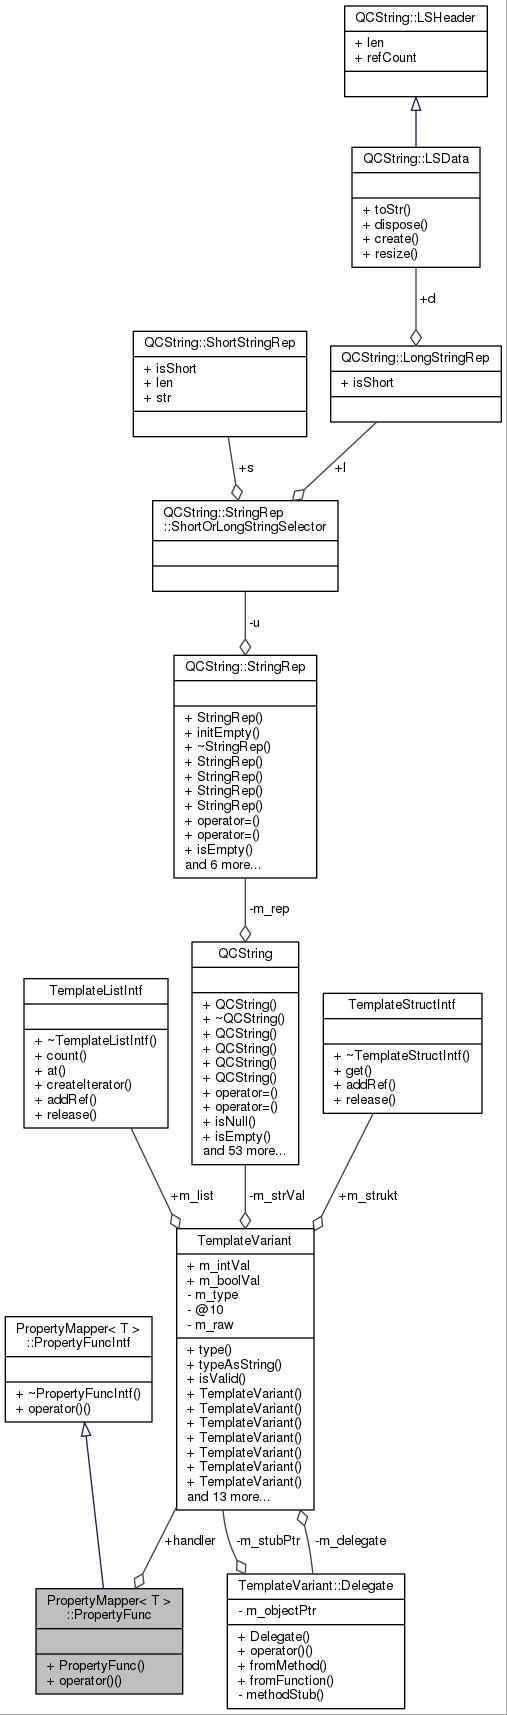 QCString::LSHeader
+ len
+ refCount
QCString::LSData
+ toStr()
+ dispose()
+ create()
+ resize()
+d
QCString::ShortStringRep
+ isShort
+ len
+ str
QCString::LongStringRep
+ isShort
+s
+l
QCString::StringRep
::ShortOrLongStringSelector
-u
QCString::StringRep
+ StringRep()
+ initEmpty()
+ ~StringRep()
+ StringRep()
+ StringRep()
+ StringRep()
+ StringRep()
+ operator=()
+ operator=()
+ isEmpty()
and 6 more...
-m_rep
QCString
+ QCString()
+ ~QCString()
+ QCString()
+ QCString()
+ QCString()
+ QCString()
+ operator=()
+ operator=()
+ isNull()
+ isEmpty()
and 53 more...
TemplateListIntf
+ ~TemplateListIntf()
+ count()
+ at()
+ createIterator()
+ addRef()
+ release()
TemplateStructIntf
+ ~TemplateStructIntf()
+ get()
+ addRef()
+ release()
+m_list
-m_strVal
+m_strukt
TemplateVariant
+ m_intVal
+ m_boolVal
- m_type
- @10
- m_raw
+ type()
+ typeAsString()
+ isValid()
+ TemplateVariant()
+ TemplateVariant()
+ TemplateVariant()
+ TemplateVariant()
+ TemplateVariant()
+ TemplateVariant()
+ TemplateVariant()
and 13 more...
PropertyMapper< T >
::PropertyFuncIntf
+ ~PropertyFuncIntf()
+ operator()()
+handler
-m_stubPtr
-m_delegate
PropertyMapper< T >
::PropertyFunc
+ PropertyFunc()
+ operator()()
TemplateVariant::Delegate
- m_objectPtr
+ Delegate()
+ operator()()
+ fromMethod()
+ fromFunction()
- methodStub()